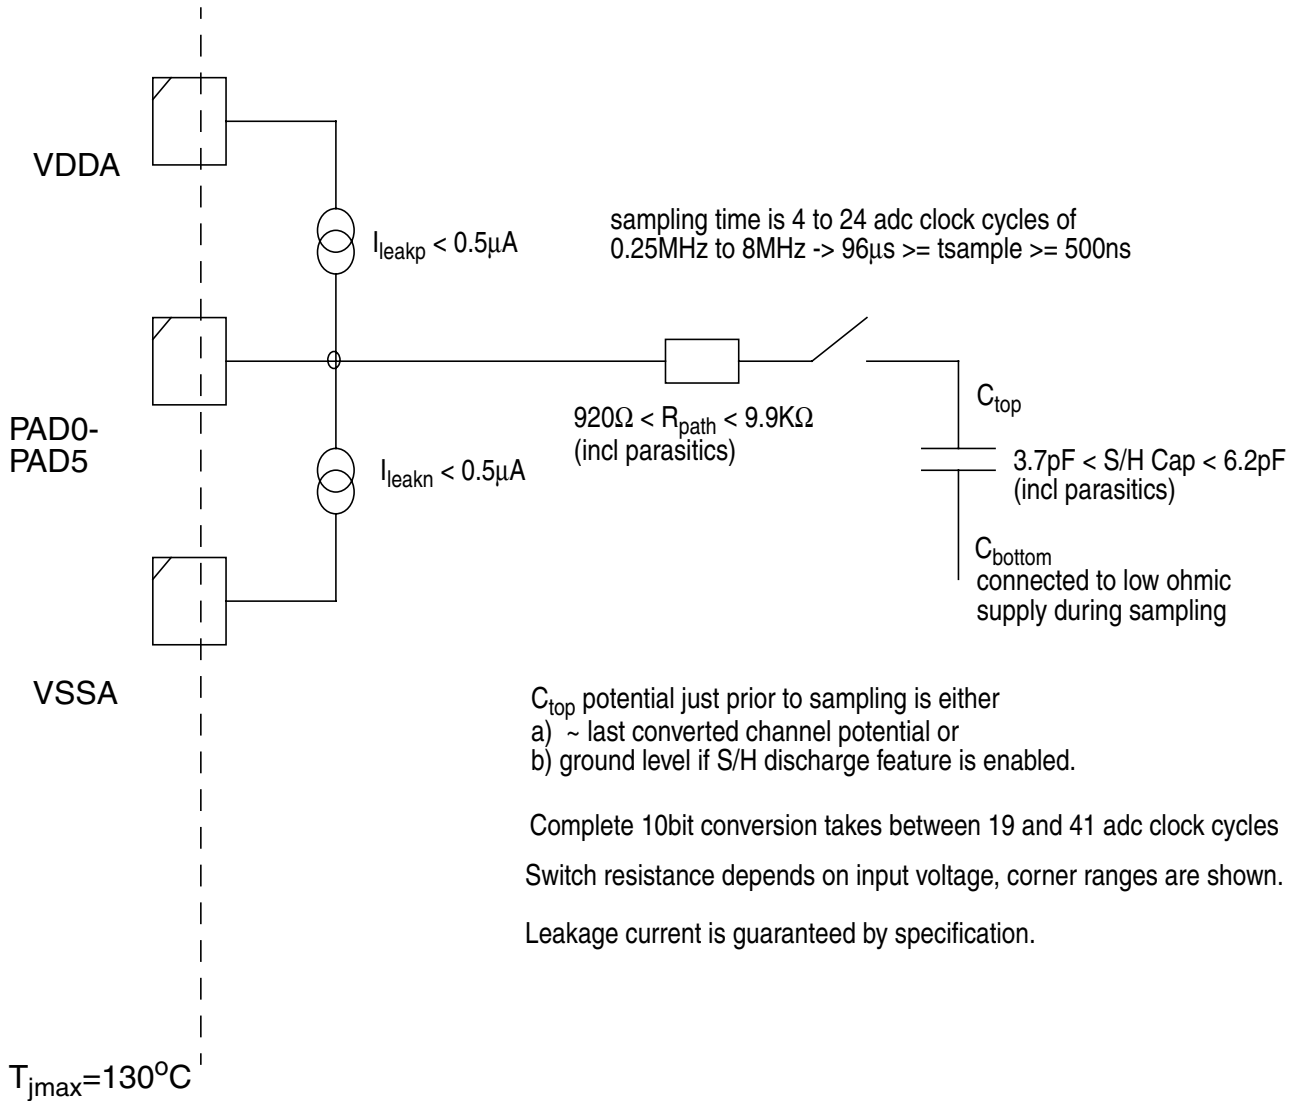 VDDA
I_leakp < 0.5µA
sampling time is 4 to 24 adc clock cycles of
0.25MHz to 8MHz -> 96µs >= tsample >= 500ns
PAD0-
PAD5
920Ω < R_path < 9.9KΩ
(incl parasitics)
C_top
3.7pF < S/H Cap < 6.2pF
(incl parasitics)
I_leakn < 0.5µA
C_bottom
connected to low ohmic
supply during sampling
VSSA
C_top potential just prior to sampling is either
a) ~ last converted channel potential or
b) ground level if S/H discharge feature is enabled.
Complete 10bit conversion takes between 19 and 41 adc clock cycles
Switch resistance depends on input voltage, corner ranges are shown.
Leakage current is guaranteed by specification.
T_jmax=130°C